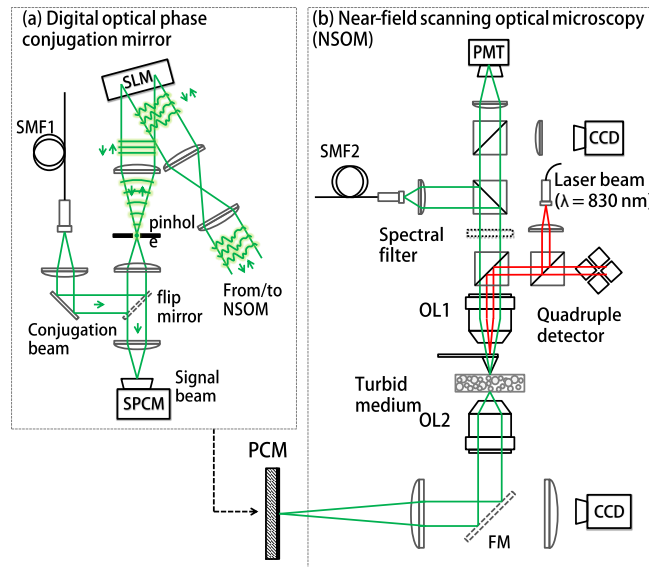 (a) Digital optical phase
conjugation mirror
SLM
SMF1
pinhol
e
From/to
NSOM
flip
mirror
Conjugation
beam
Signal
beam
SPCM
PCM
(b) Near-field scanning optical microscopy
(NSOM)
PMT
CCD
SMF2
Laser beam
(λ = 830 nm)
Spectral
filter
OL1
Quadruple
detector
Turbid
medium
OL2
FM
CCD